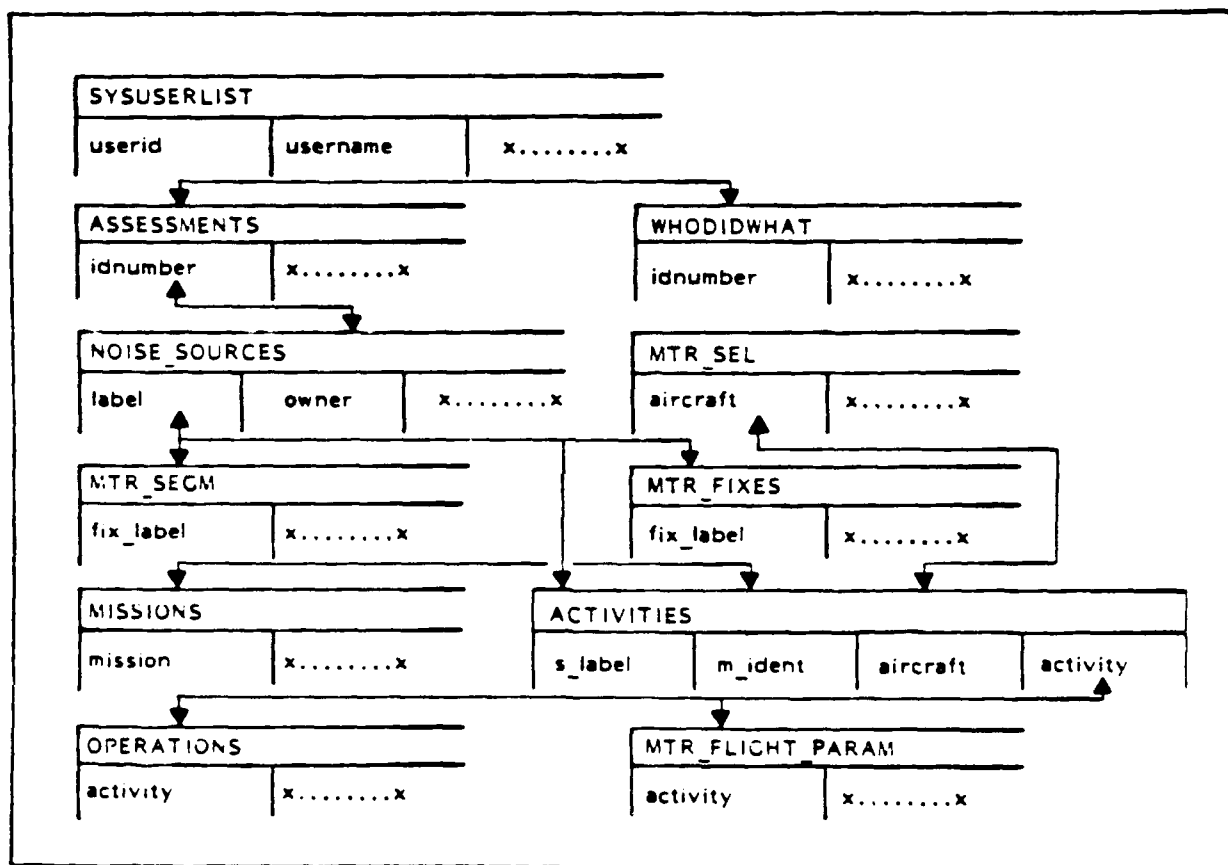 SYSUSERLIST
userid username x........x
ASSESSMENTS WHODIDWHAT
idnumber x........x idnumber x........x
NOISE_SOURCES MTR_SEL
label owner x........x aircraft x........x
MTR_SEGM MTR_FIXES
fix_label x........x fix_label x........x
MISSIONS ACTIVITIES
mission x........x s_label m_ident aircraft activity
OPERATIONS MTR_FLIGHT_PARAM
activity x........x activity x........x